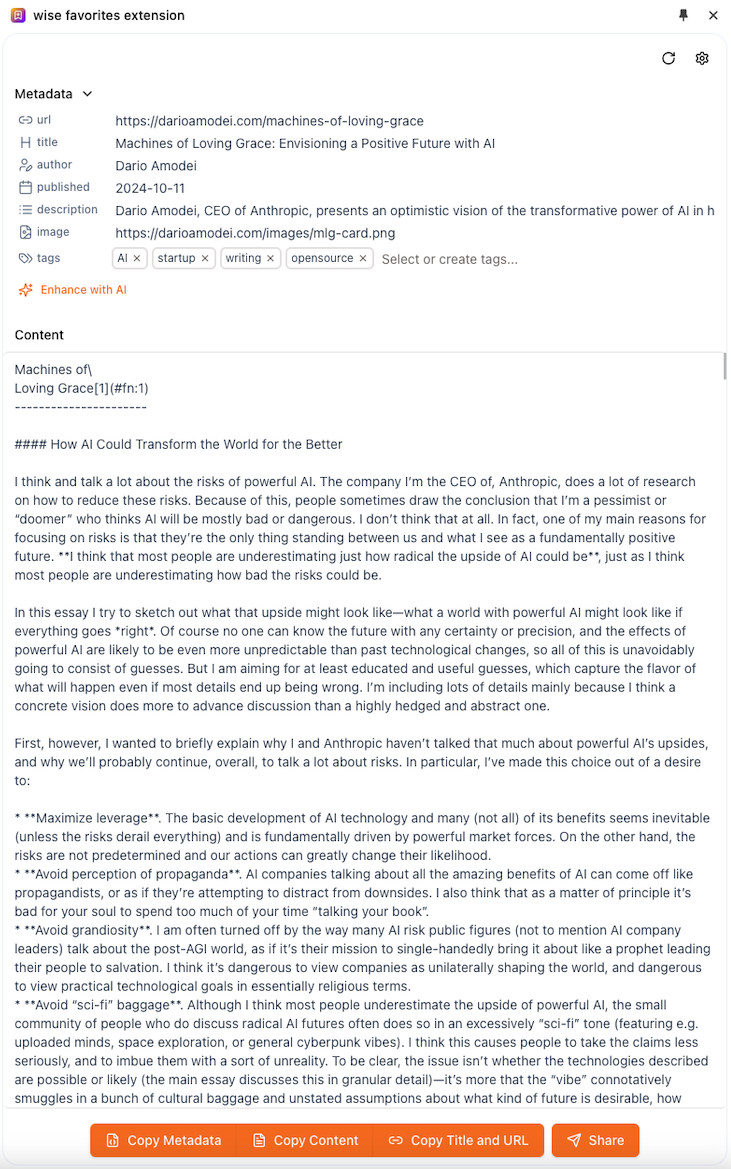 wise favorites extension
Metadata
url https://darioamodei.com/machines-of-loving-grace
title Machines of Loving Grace: Envisioning a Positive Future with AI
author Dario Amodei
published 2024-10-11
description Dario Amodei, CEO of Anthropic, presents an optimistic vision of the transformative power of AI in h
image https://darioamodei.com/images/mlg-card.png
tags AI × startup × writing × opensource × Select or create tags...
Enhance with AI
Content
Machines of\
Loving Grace[1](#fn:1)
----------------------
#### How AI Could Transform the World for the Better
I think and talk a lot about the risks of powerful AI. The company I’m the CEO of, Anthropic, does a lot of research
on how to reduce these risks. Because of this, people sometimes draw the conclusion that I’m a pessimist or
“doomer” who thinks AI will be mostly bad or dangerous. I don’t think that at all. In fact, one of my main reasons for
focusing on risks is that they’re the only thing standing between us and what I see as a fundamentally positive
future. **I think that most people are underestimating just how radical the upside of AI could be**, just as I think
most people are underestimating how bad the risks could be.
In this essay I try to sketch out what that upside might look like—what a world with powerful AI might look like if
everything goes *right*. Of course no one can know the future with any certainty or precision, and the effects of
powerful AI are likely to be even more unpredictable than past technological changes, so all of this is unavoidably
going to consist of guesses. But I am aiming for at least educated and useful guesses, which capture the flavor of
what will happen even if most details end up being wrong. I’m including lots of details mainly because I think a
concrete vision does more to advance discussion than a highly hedged and abstract one.
First, however, I wanted to briefly explain why I and Anthropic haven’t talked that much about powerful AI’s upsides,
and why we’ll probably continue, overall, to talk a lot about risks. In particular, I’ve made this choice out of a desire
to:
* **Maximize leverage**. The basic development of AI technology and many (not all) of its benefits seems inevitable
(unless the risks derail everything) and is fundamentally driven by powerful market forces. On the other hand, the
risks are not predetermined and our actions can greatly change their likelihood.
* **Avoid perception of propaganda**. AI companies talking about all the amazing benefits of AI can come off like
propagandists, or as if they’re attempting to distract from downsides. I also think that as a matter of principle it’s
bad for your soul to spend too much of your time “talking your book”.
* **Avoid grandiosity**. I am often turned off by the way many AI risk public figures (not to mention AI company
leaders) talk about the post-AGI world, as if it’s their mission to single-handedly bring it about like a prophet leading
their people to salvation. I think it’s dangerous to view companies as unilaterally shaping the world, and dangerous
to view practical technological goals in essentially religious terms.
* **Avoid “sci-fi” baggage**. Although I think most people underestimate the upside of powerful AI, the small
community of people who do discuss radical AI futures often does so in an excessively “sci-fi” tone (featuring e.g.
uploaded minds, space exploration, or general cyberpunk vibes). I think this causes people to take the claims less
seriously, and to imbue them with a sort of unreality. To be clear, the issue isn’t whether the technologies described
are possible or likely (the main essay discusses this in granular detail)—it’s more that the “vibe” connotatively
smuggles in a bunch of cultural baggage and unstated assumptions about what kind of future is desirable, how
Copy Metadata Copy Content Copy Title and URL Share